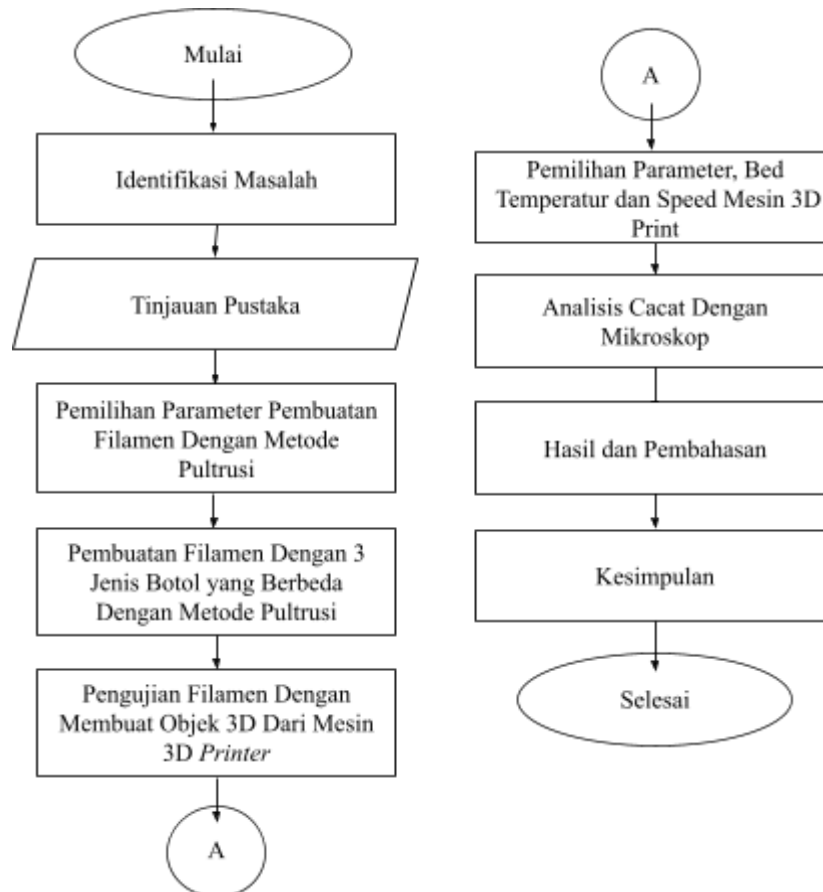 Mulai
Identifikasi Masalah
Tinjauan Pustaka
Pemilihan Parameter Pembuatan
Filamen Dengan Metode
Pultrusi
Pembuatan Filamen Dengan 3
Jenis Botol yang Berbeda
Dengan Metode Pultrusi
Pengujian Filamen Dengan
Membuat Objek 3D Dari Mesin
3D Printer
A
A
Pemilihan Parameter, Bed
Temperatur dan Speed Mesin 3D
Print
Analisis Cacat Dengan
Mikroskop
Hasil dan Pembahasan
Kesimpulan
Selesai